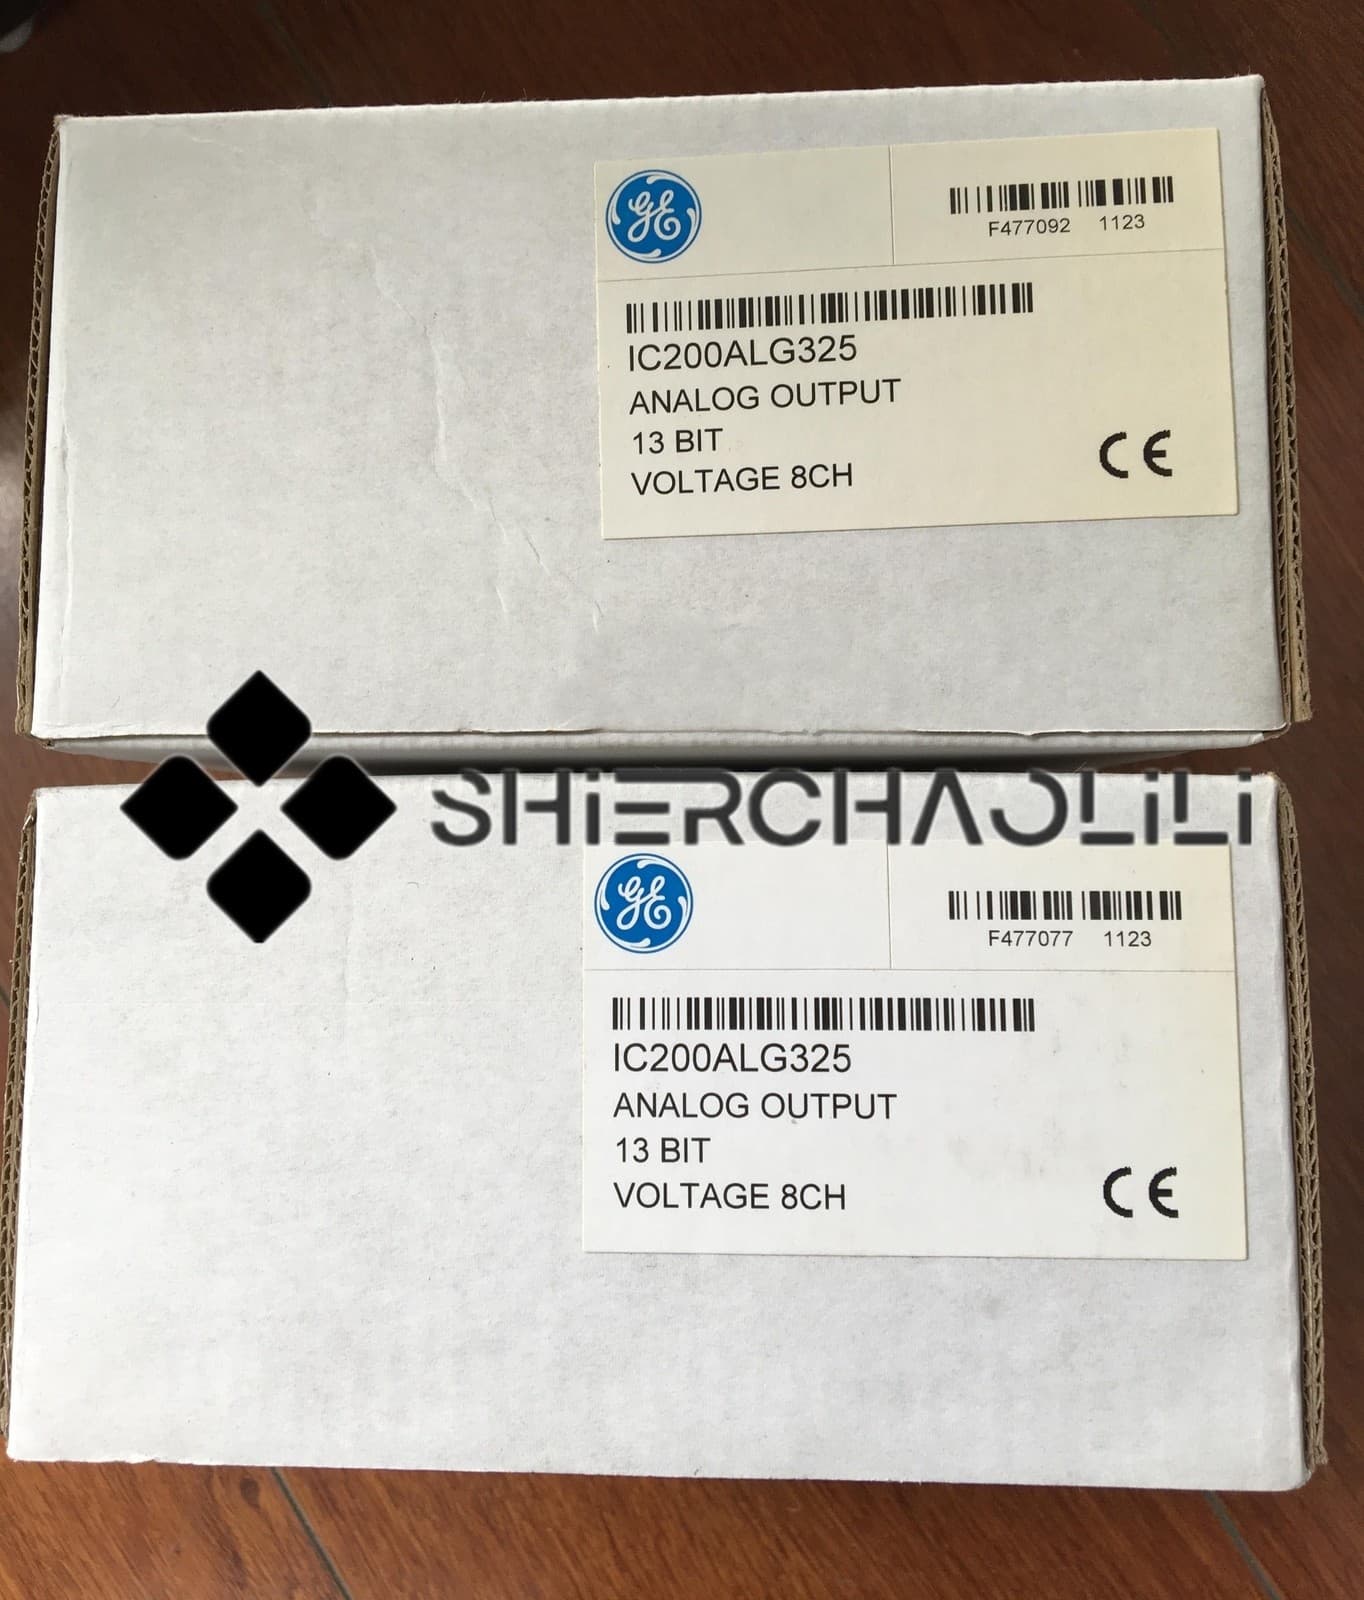 GE
F477092 1123
IC200ALG325
ANALOG OUTPUT
13 BIT
VOLTAGE 8CH
CE
SHiERCHAOLiLi
GE
F477077 1123
IC200ALG325
ANALOG OUTPUT
13 BIT
VOLTAGE 8CH
CE